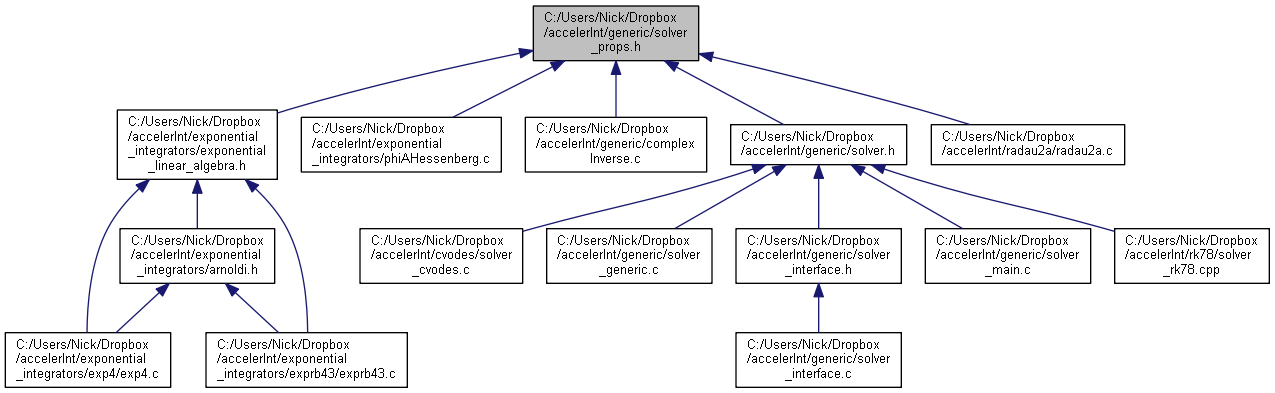 C:/Users/Nick/Dropbox
/accelerInt/generic/solver
_props.h
C:/Users/Nick/Dropbox
/accelerInt/exponential
_integrators/exponential
_linear_algebra.h
C:/Users/Nick/Dropbox
/accelerInt/exponential
_integrators/phiAHessenberg.c
C:/Users/Nick/Dropbox
/accelerInt/generic/complex
Inverse.c
C:/Users/Nick/Dropbox
/accelerInt/generic/solver.h
C:/Users/Nick/Dropbox
/accelerInt/radau2a/radau2a.c
C:/Users/Nick/Dropbox
/accelerInt/exponential
_integrators/arnoldi.h
C:/Users/Nick/Dropbox
/accelerInt/cvodes/solver
_cvodes.c
C:/Users/Nick/Dropbox
/accelerInt/generic/solver
_generic.c
C:/Users/Nick/Dropbox
/accelerInt/generic/solver
_interface.h
C:/Users/Nick/Dropbox
/accelerInt/generic/solver
_main.c
C:/Users/Nick/Dropbox
/accelerInt/rk78/solver
_rk78.cpp
C:/Users/Nick/Dropbox
/accelerInt/exponential
_integrators/exp4/exp4.c
C:/Users/Nick/Dropbox
/accelerInt/exponential
_integrators/exprb43/exprb43.c
C:/Users/Nick/Dropbox
/accelerInt/generic/solver
_interface.c